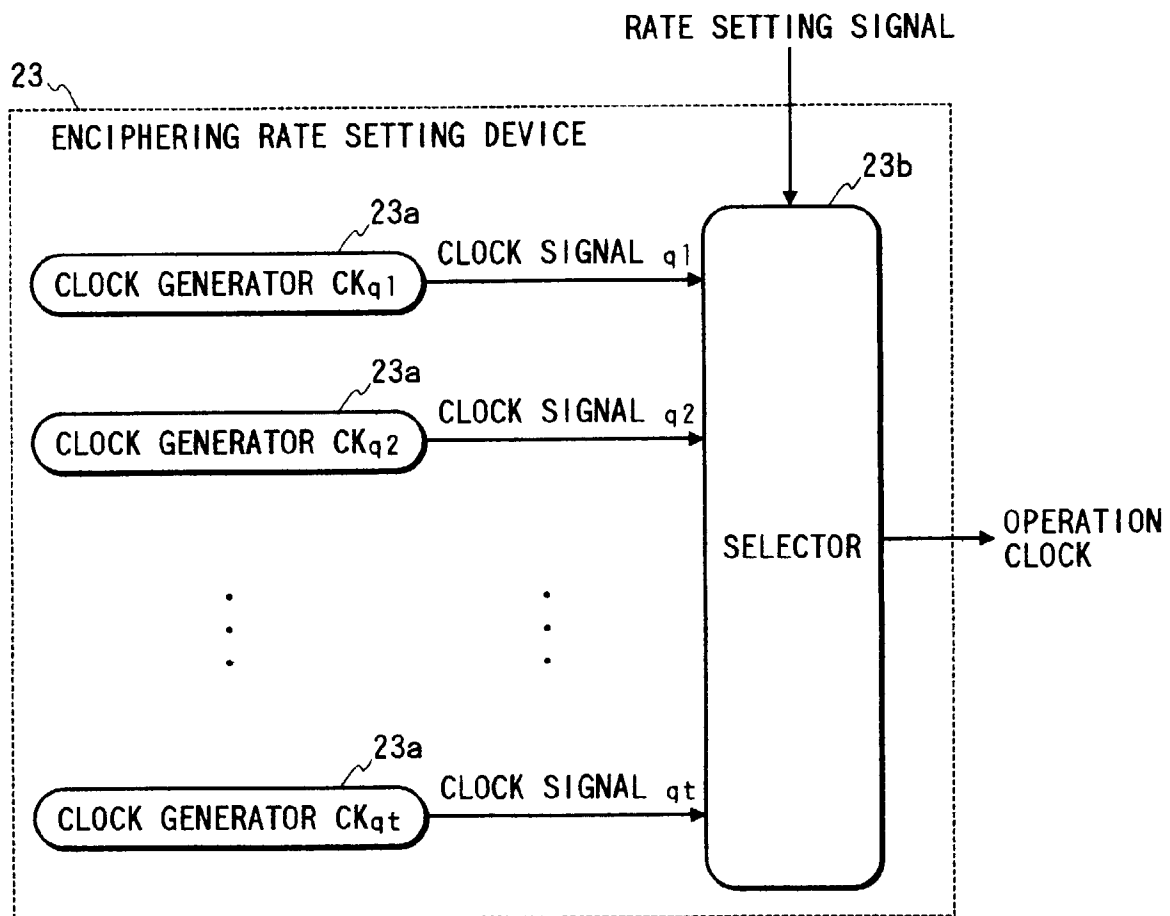 RATE SETTING SIGNAL
23
ENCIPHERING RATE SETTING DEVICE
23b
23a
CLOCK SIGNAL q1
CLOCK GENERATOR CKq1
23a
CLOCK SIGNAL q2
CLOCK GENERATOR CKq2
SELECTOR
OPERATION
CLOCK
23a
CLOCK SIGNAL qt
CLOCK GENERATOR CKqt